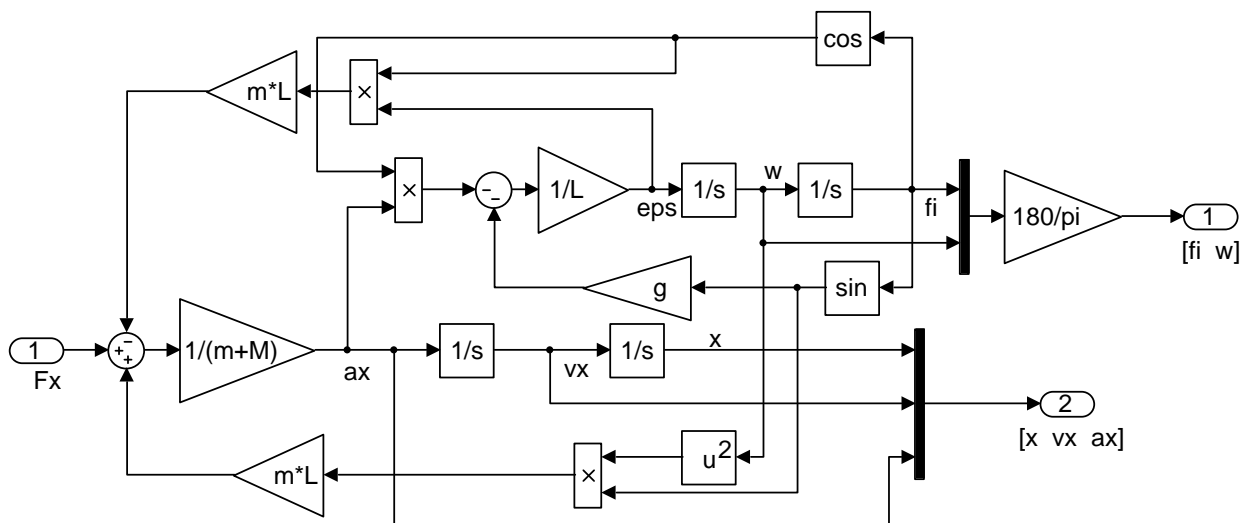 cos
m*L
×
w
1/L
1/s
1/s
×
−
−
eps
fi
180/pi
1
[fi w]
g
sin
1
Fx
−
+
+
1/(m+M)
ax
1/s
vx
1/s
x
2
[x vx ax]
m*L
×
u²